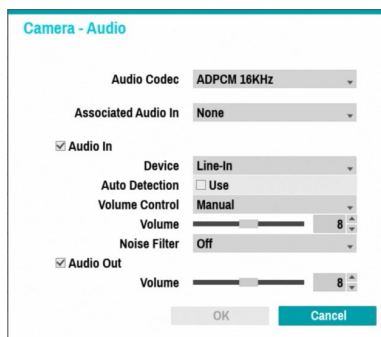 Camera - Audio
Audio Codec ADPCM 16KHz
Associated Audio In None
Audio In
Device Line-In
Auto Detection Use
Volume Control Manual
Volume 8
Noise Filter Off
Audio Out
Volume 8
OK Cancel